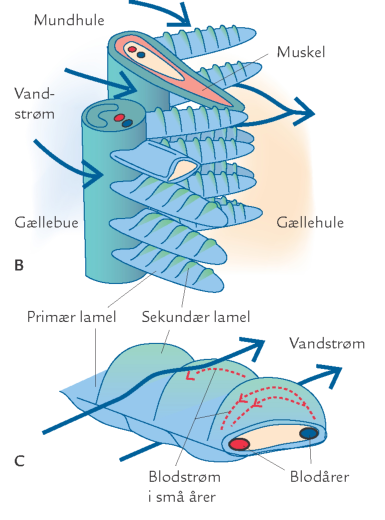 Mundhule
Muskel
Vand-
strøm
Gællebue
Gællehule
B
Primær lamel
Sekundær lamel
Vandstrøm
C
Blodstrøm
i små årer
Blodårer